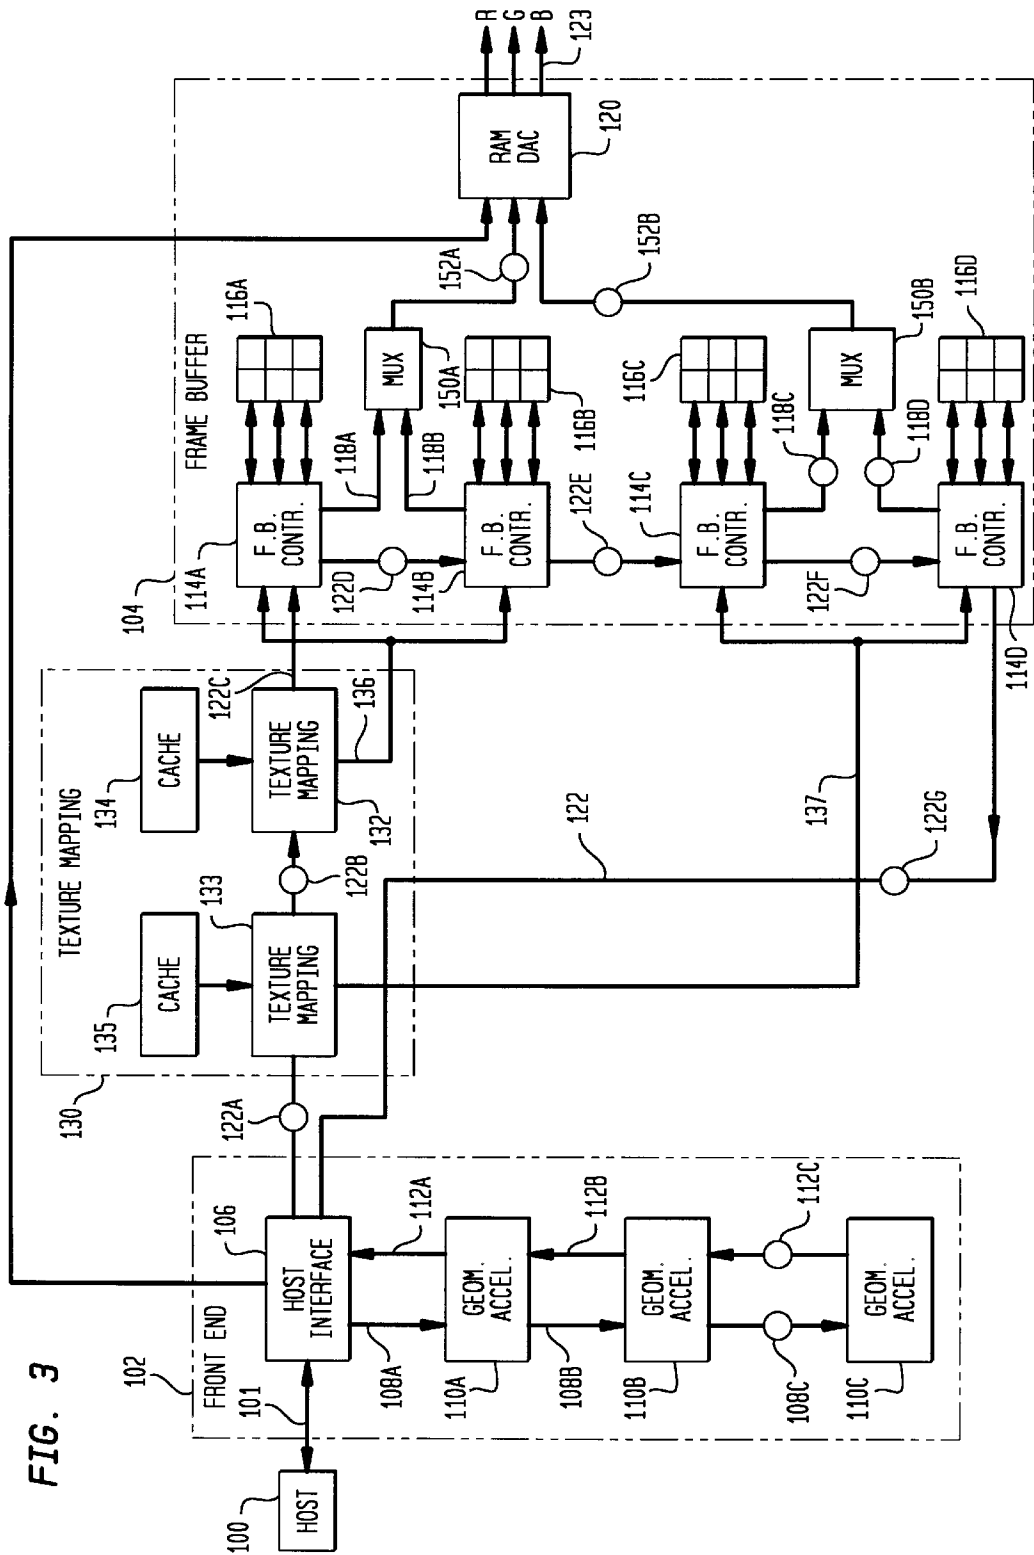 FIG. 3
100
HOST
101
102
FRONT END
106
HOST
INTERFACE
108A
112A
110A
GEOM.
ACCEL.
108B
112B
110B
GEOM.
ACCEL.
108C
112C
110C
GEOM.
ACCEL.
130
TEXTURE MAPPING
122A
135
CACHE
133
TEXTURE
MAPPING
122B
134
CACHE
132
TEXTURE
MAPPING
122C
136
122
137
122G
104
FRAME BUFFER
114A
F.B.
CONTR.
116A
118A
122D
118B
MUX
150A
114B
F.B.
CONTR.
116B
122E
114C
F.B.
CONTR.
116C
118C
122F
118D
MUX
150B
114D
F.B.
CONTR.
116D
152A
152B
RAM
DAC
120
R
G
B
123